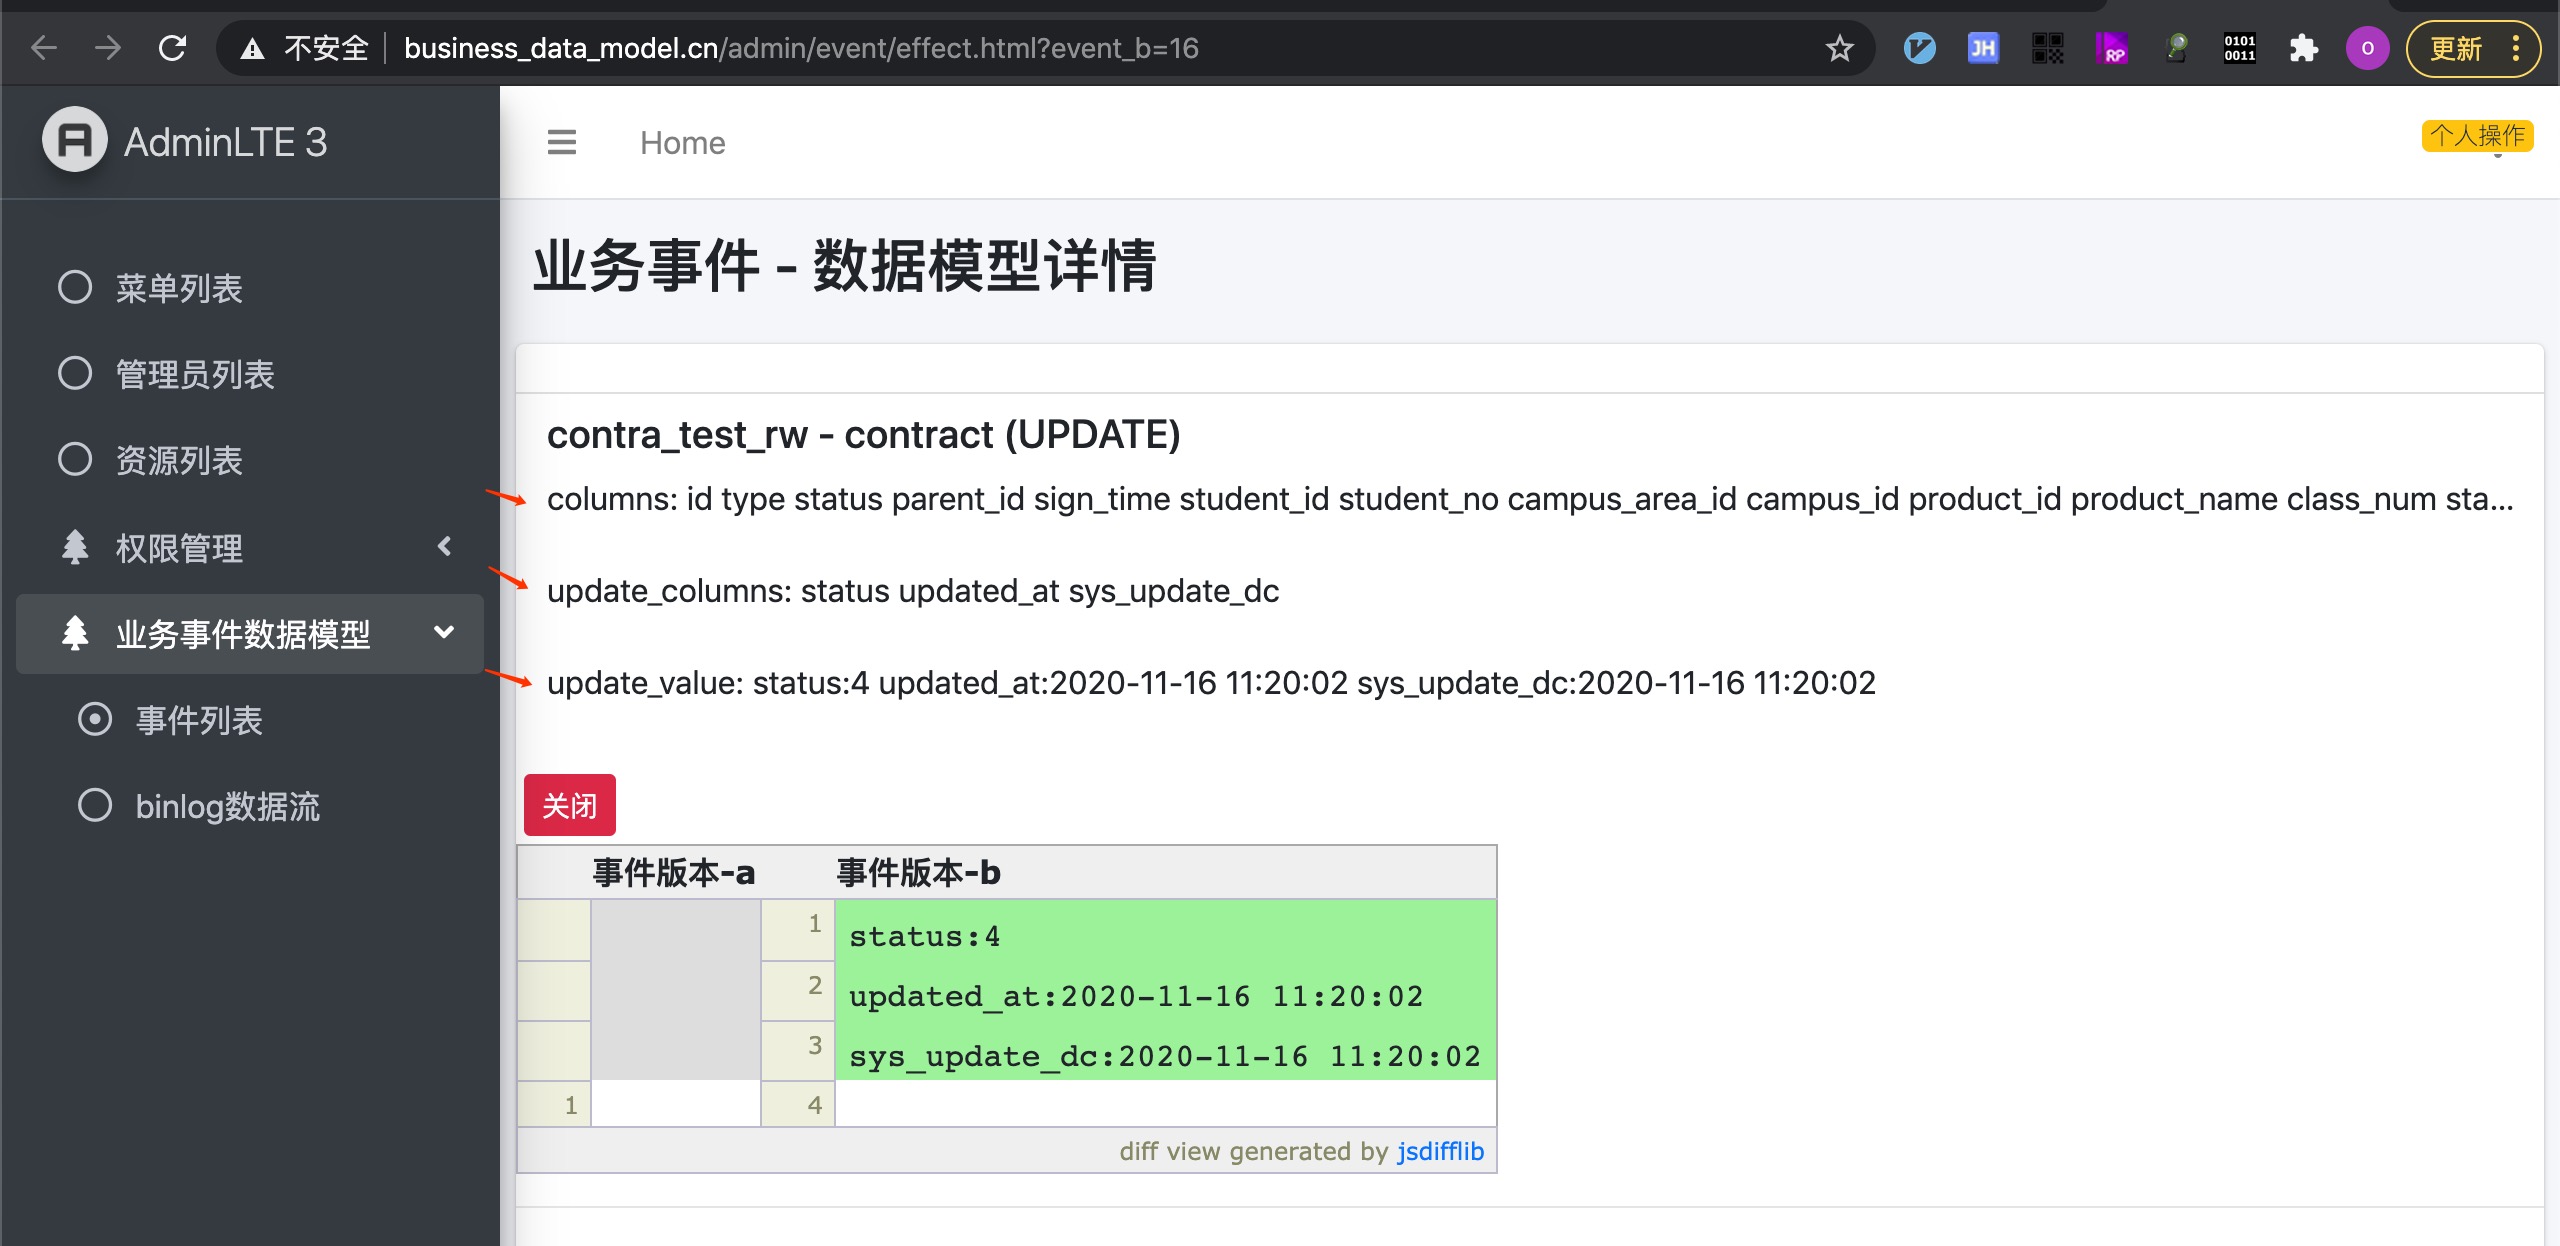 不安全 business_data_model.cn/admin/event/effect.html?event_b=16
JH
RP
0101
0011
O
更新
AdminLTE 3
Home
个人操作
菜单列表
管理员列表
资源列表
权限管理
业务事件数据模型
事件列表
binlog数据流
业务事件 - 数据模型详情
contra_test_rw - contract (UPDATE)
columns: id type status parent_id sign_time student_id student_no campus_area_id campus_id product_id product_name class_num sta...
update_columns: status updated_at sys_update_dc
update_value: status:4 updated_at:2020-11-16 11:20:02 sys_update_dc:2020-11-16 11:20:02
关闭
事件版本-a 事件版本-b
1 status:4
2 updated_at:2020-11-16 11:20:02
3 sys_update_dc:2020-11-16 11:20:02
1 4
diff view generated by jsdifflib